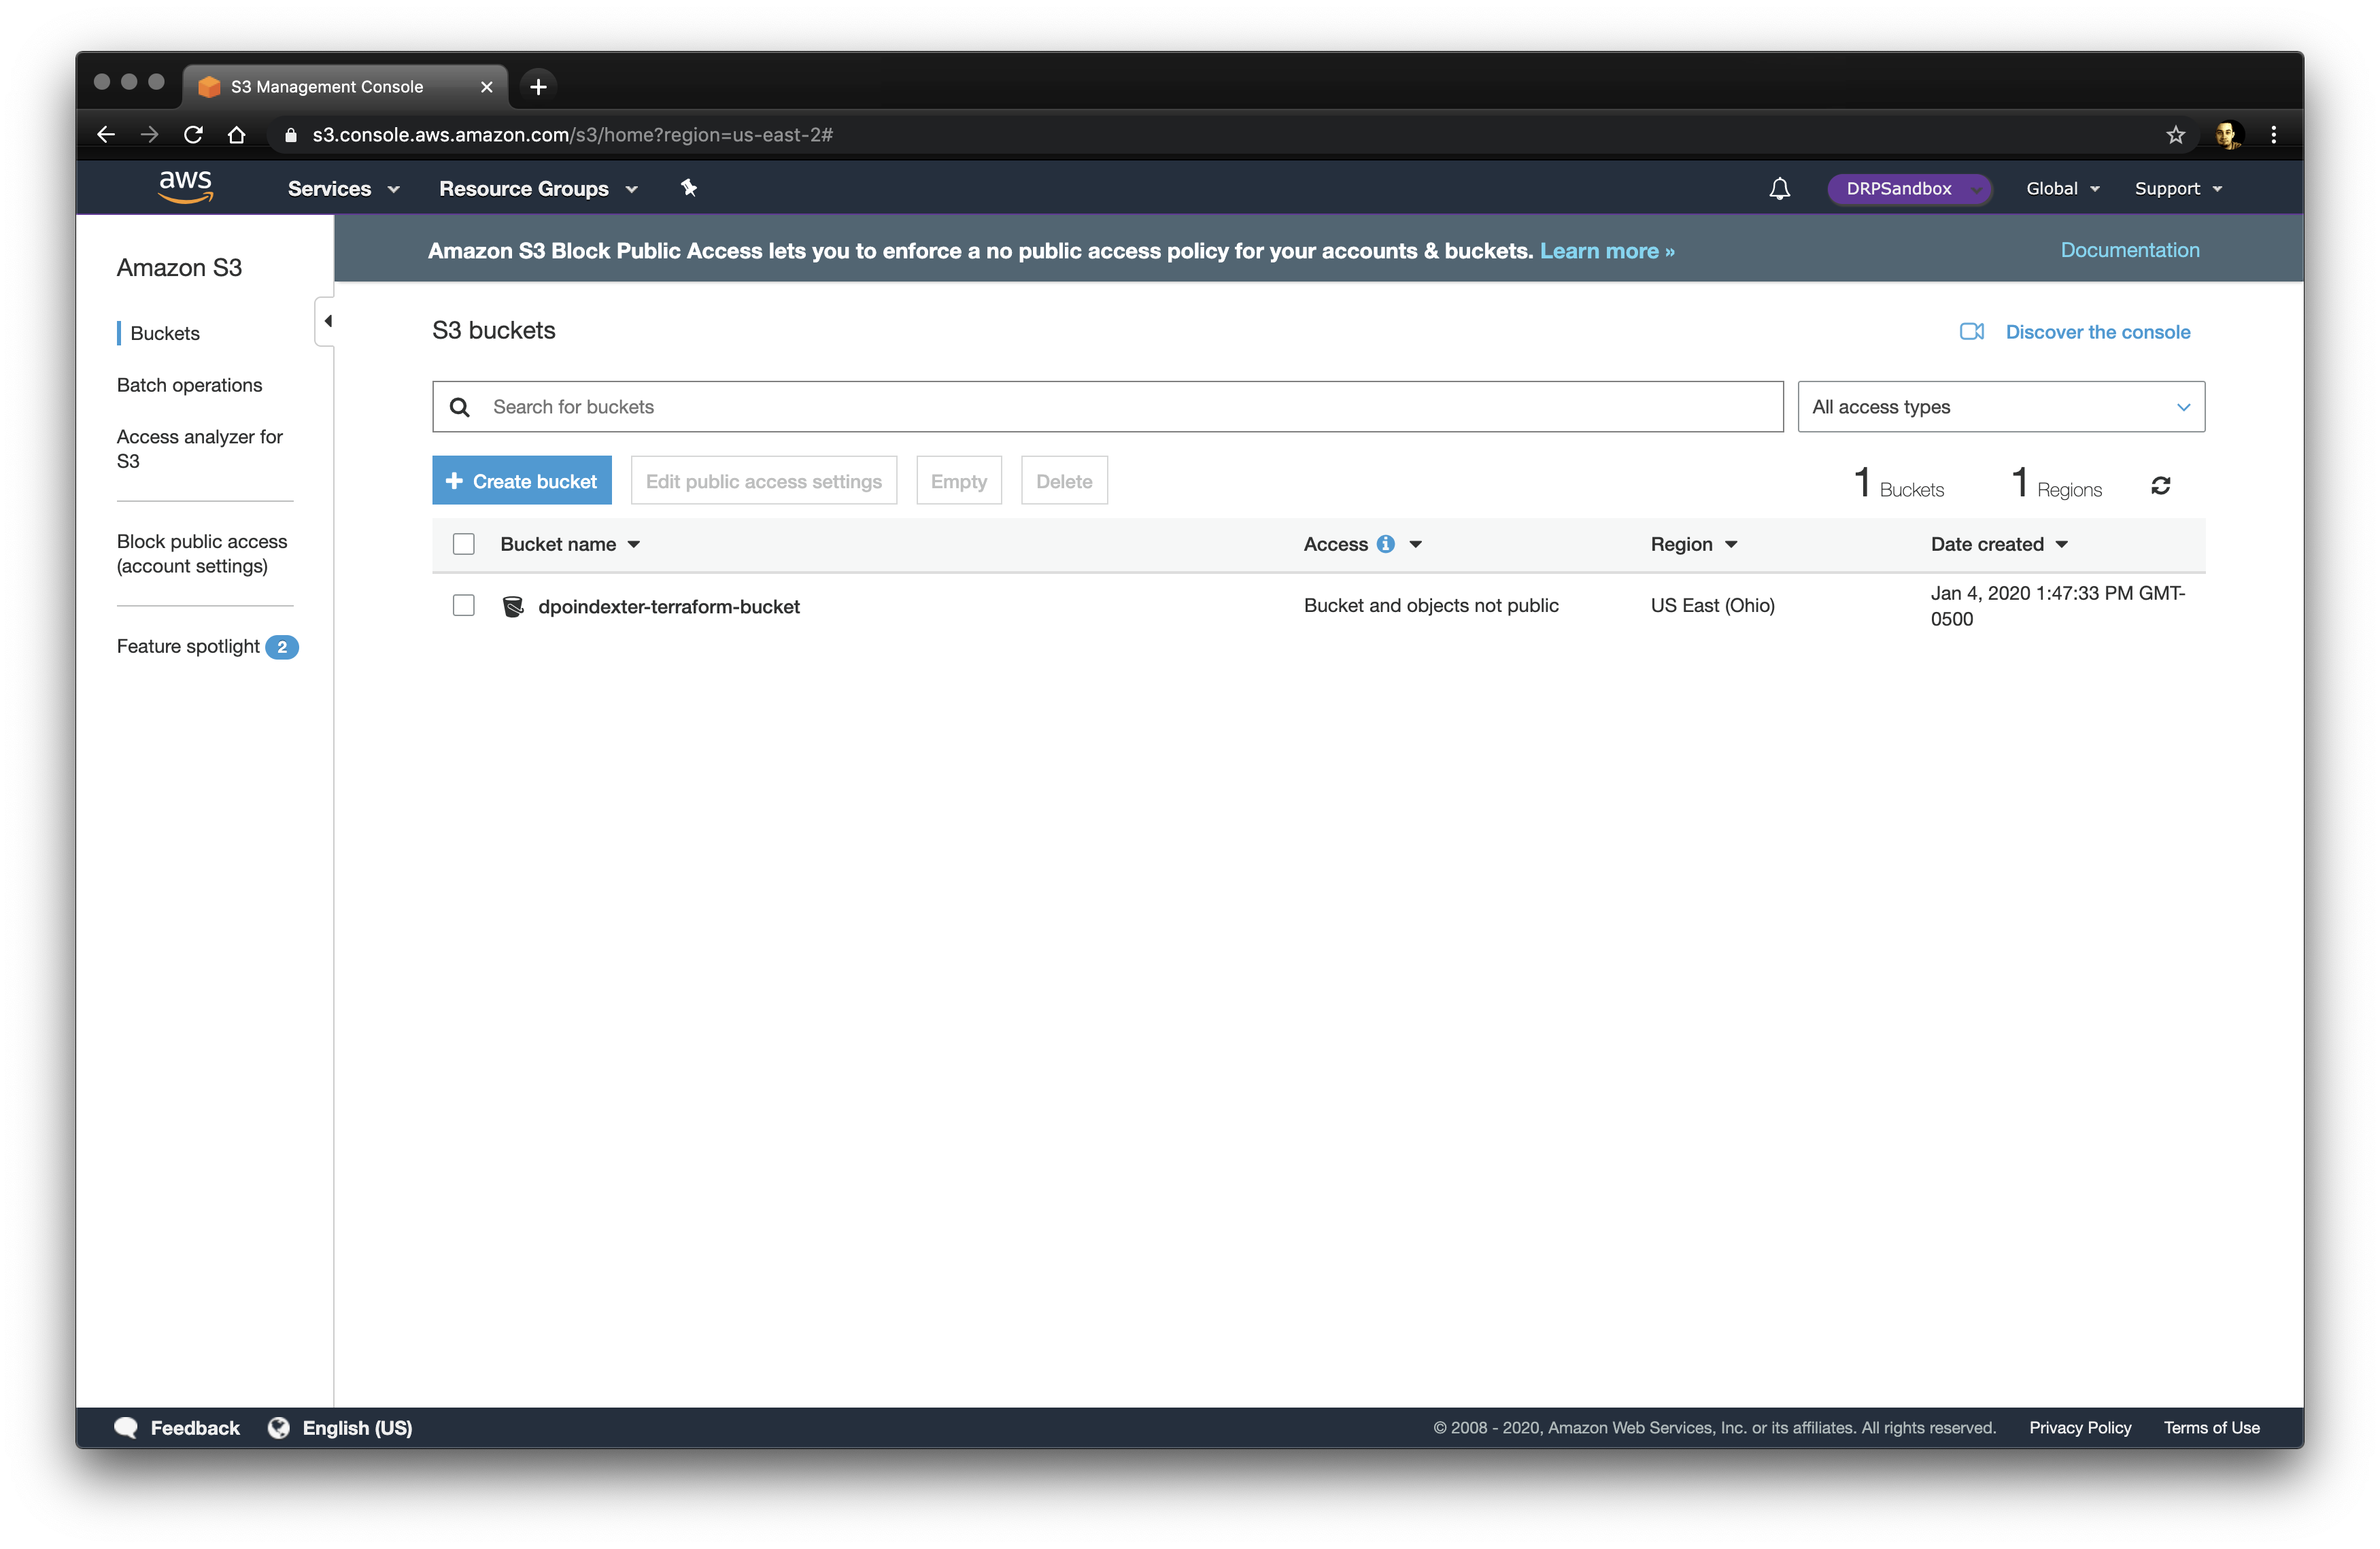 S3 Management Console
s3.console.aws.amazon.com/s3/home?region=us-east-2#
aws Services Resource Groups DRPSandbox Global Support
Amazon S3 Block Public Access lets you to enforce a no public access policy for your accounts & buckets. Learn more » Documentation
Amazon S3
Buckets
Batch operations
Access analyzer for
S3
Block public access
(account settings)
Feature spotlight 2
S3 buckets Discover the console
Search for buckets All access types
Create bucket Edit public access settings Empty Delete 1 Buckets 1 Regions
Bucket name Access Region Date created
dpoindexter-terraform-bucket Bucket and objects not public US East (Ohio) Jan 4, 2020 1:47:33 PM GMT-
0500
Feedback English (US) © 2008 - 2020, Amazon Web Services, Inc. or its affiliates. All rights reserved. Privacy Policy Terms of Use